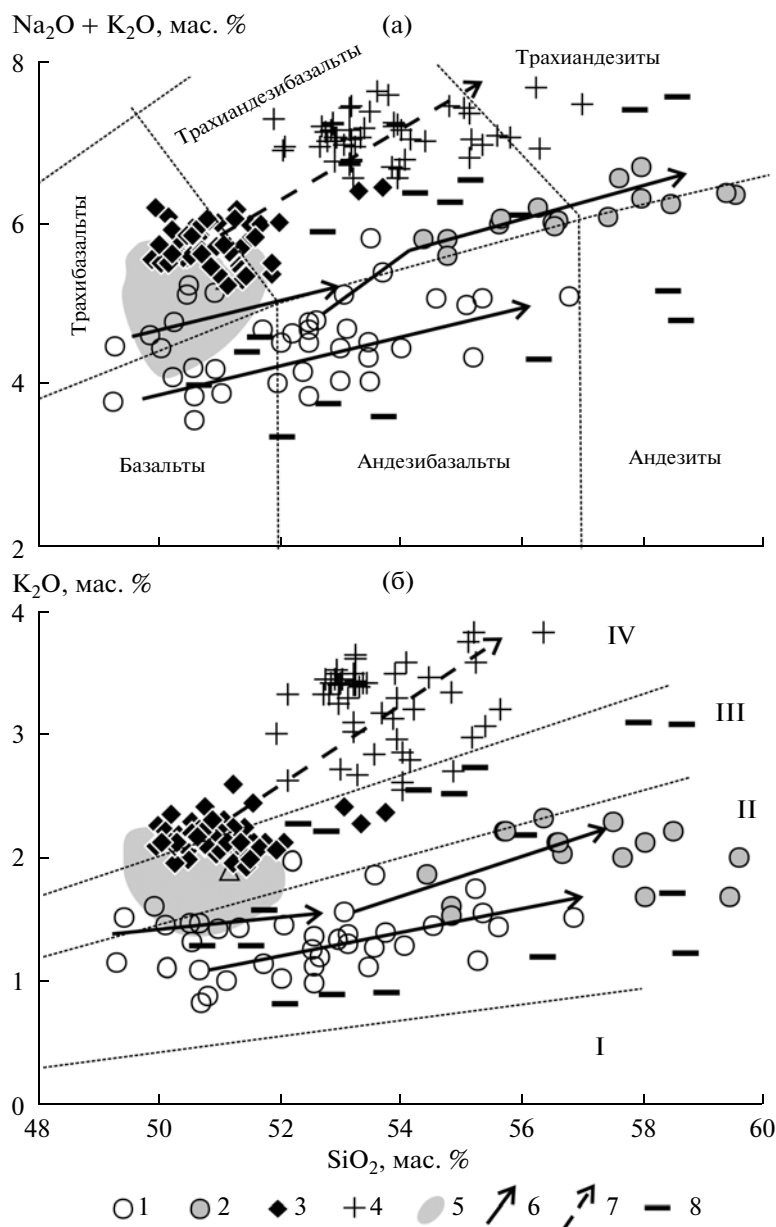 Na₂O + K₂O, мас. %
(а)
8
Трахиандезибазальты
Трахиандезиты
6
Трахибазальты
4
Базальты
Андезибазальты
Андезиты
2
K₂O, мас. %
(б)
4
IV
III
3
II
2
1
I
0
48 50 52 54 56 58 60
SiO₂, мас. %
1 2 3 4 5 6 7 8